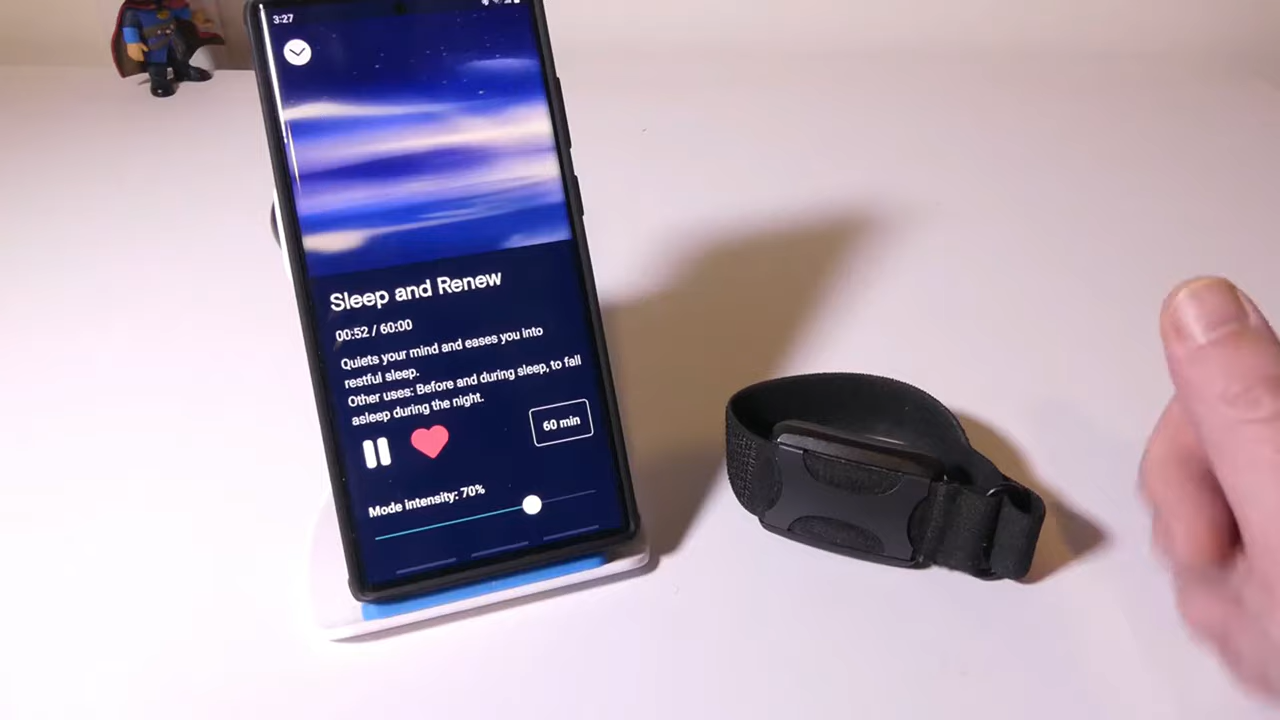 3:27
Sleep and Renew
00:52 / 60:00
Quiets your mind and eases you into
restful sleep.
Other uses: Before and during sleep, to fall
asleep during the night.
60 min
Mode intensity: 70%